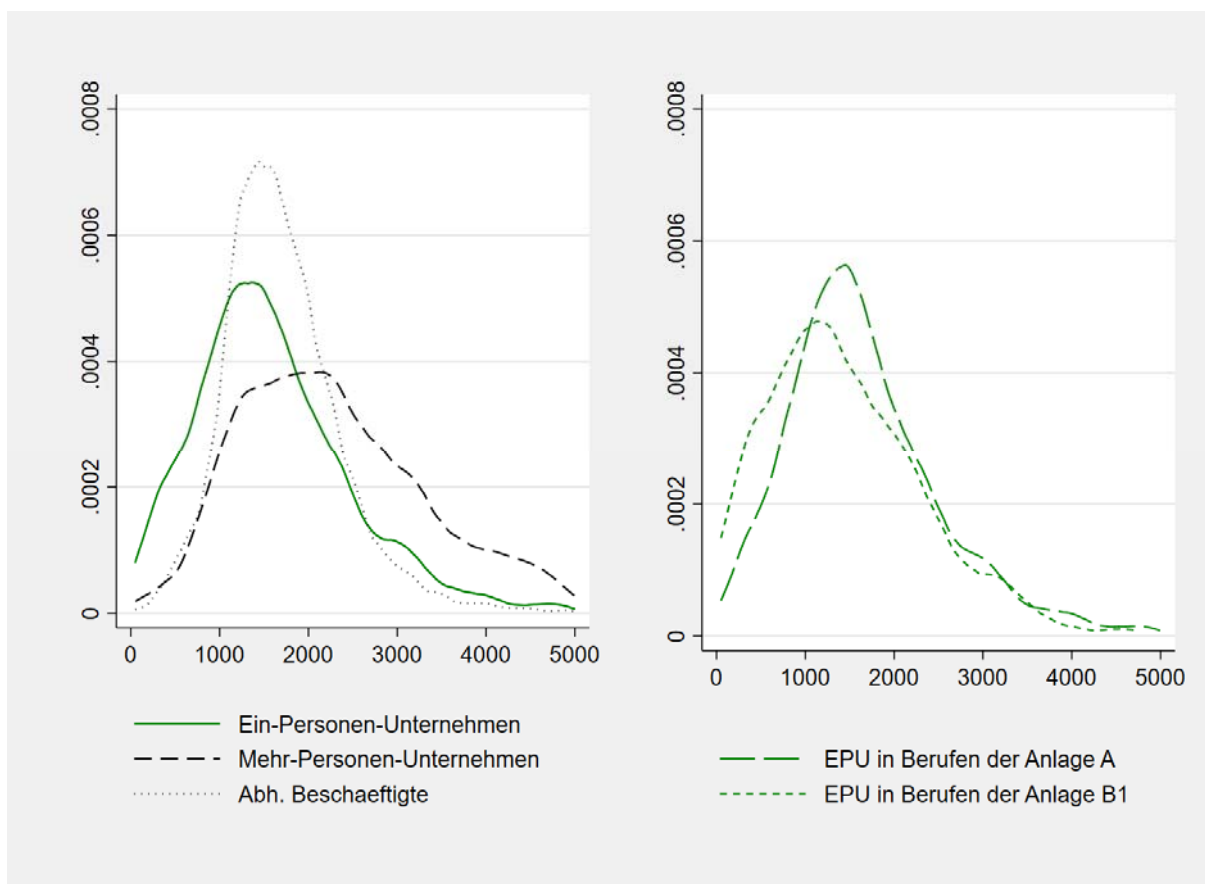 .0008
.0006
.0004
.0002
0
0 1000 2000 3000 4000 5000
Ein-Personen-Unternehmen
Mehr-Personen-Unternehmen
Abh. Beschaeftigte
.0008
.0006
.0004
.0002
0
0 1000 2000 3000 4000 5000
EPU in Berufen der Anlage A
EPU in Berufen der Anlage B1